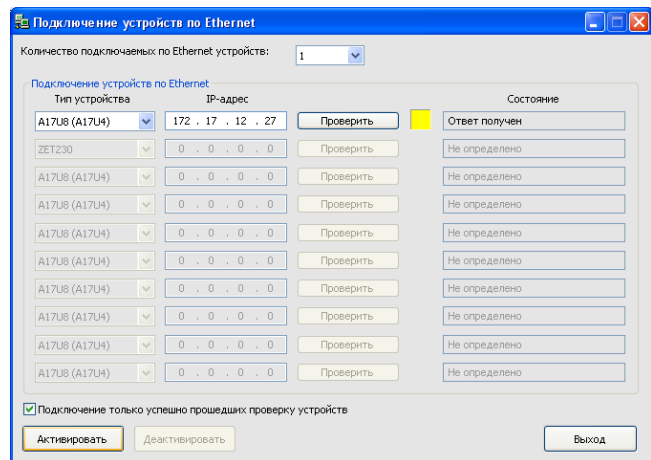 Подключение устройств по Ethernet
Количество подключаемых по Ethernet устройств: 1
Подключение устройств по Ethernet
Тип устройства IP-адрес Состояние
A17U8 (A17U4) 172 . 17 . 12 . 27 Проверить Ответ получен
ZET230 0 . 0 . 0 . 0 Проверить Не определено
A17U8 (A17U4) 0 . 0 . 0 . 0 Проверить Не определено
A17U8 (A17U4) 0 . 0 . 0 . 0 Проверить Не определено
A17U8 (A17U4) 0 . 0 . 0 . 0 Проверить Не определено
A17U8 (A17U4) 0 . 0 . 0 . 0 Проверить Не определено
A17U8 (A17U4) 0 . 0 . 0 . 0 Проверить Не определено
A17U8 (A17U4) 0 . 0 . 0 . 0 Проверить Не определено
A17U8 (A17U4) 0 . 0 . 0 . 0 Проверить Не определено
A17U8 (A17U4) 0 . 0 . 0 . 0 Проверить Не определено
Подключение только успешно прошедших проверку устройств
Активировать Деактивировать Выход